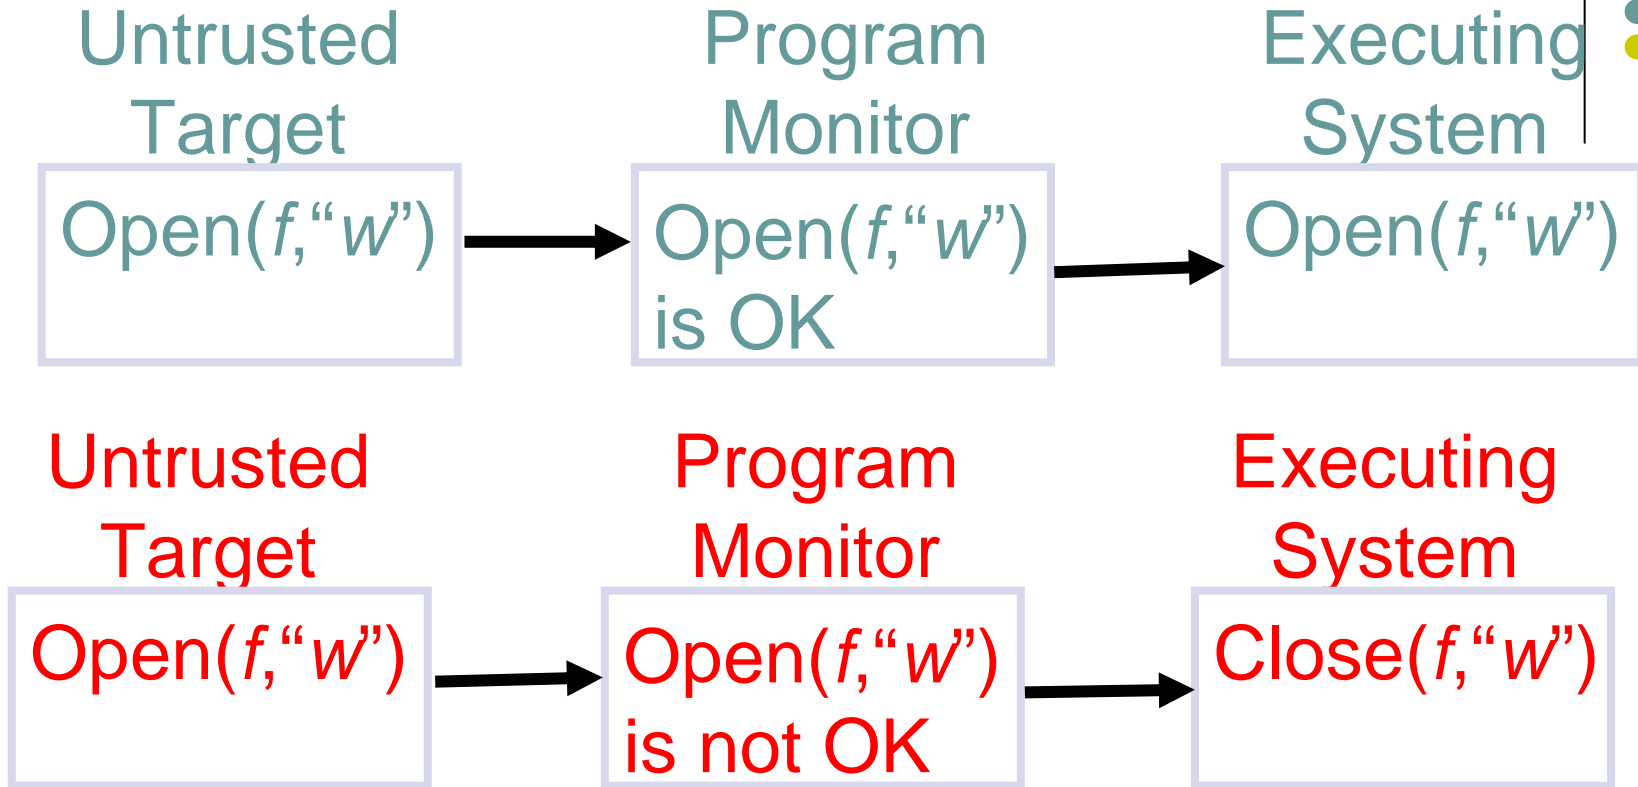 Untrusted
Target
Program
Monitor
Executing
System
Open(f,“w”)
Open(f,“w”)
is OK
Open(f,“w”)
Untrusted
Target
Program
Monitor
Executing
System
Open(f,“w”)
Open(f,“w”)
is not OK
Close(f,“w”)